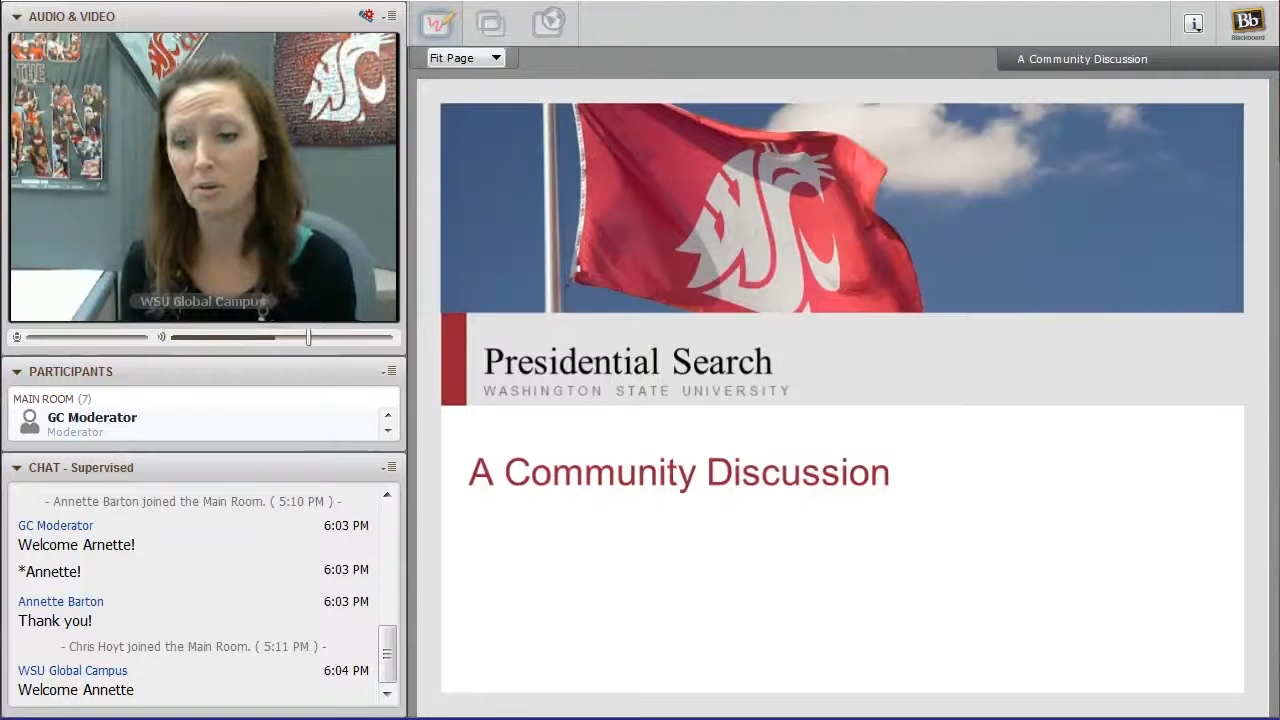 AUDIO & VIDEO
THE
WSU Global Campus
PARTICIPANTS
MAIN ROOM (7)
GC Moderator
Moderator
CHAT - Supervised
- Annette Barton joined the Main Room. ( 5:10 PM ) -
GC Moderator 6:03 PM
Welcome Arnette!
*Annette! 6:03 PM
Annette Barton 6:03 PM
Thank you!
- Chris Hoyt joined the Main Room. ( 5:11 PM ) -
WSU Global Campus 6:04 PM
Welcome Annette
Fit Page
A Community Discussion
i
Bb
Blackboard
Presidential Search
WASHINGTON STATE UNIVERSITY
A Community Discussion